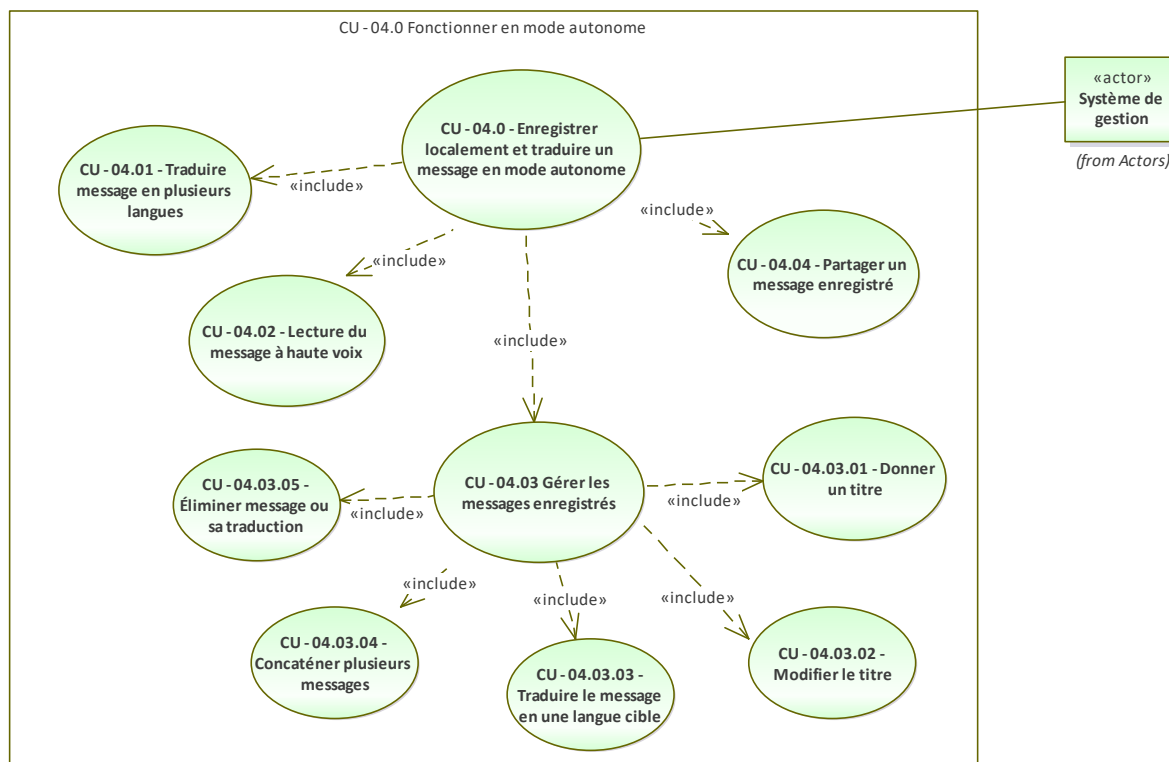 CU - 04.0 Fonctionner en mode autonome
«actor»
Système de
gestion
(from Actors)
CU - 04.0 - Enregistrer
localement et traduire un
message en mode autonome
CU - 04.01 - Traduire
message en plusieurs
langues
«include»
«include»
«include»
CU - 04.04 - Partager un
message enregistré
CU - 04.02 - Lecture du
message à haute voix
«include»
CU - 04.03 Gérer les
messages enregistrés
CU - 04.03.01 - Donner
un titre
CU - 04.03.05 -
Éliminer message ou
sa traduction
«include»
«include»
«include»
«include»
«include»
CU - 04.03.04 -
Concaténer plusieurs
messages
CU - 04.03.03 -
Traduire le message
en une langue cible
CU - 04.03.02 -
Modifier le titre